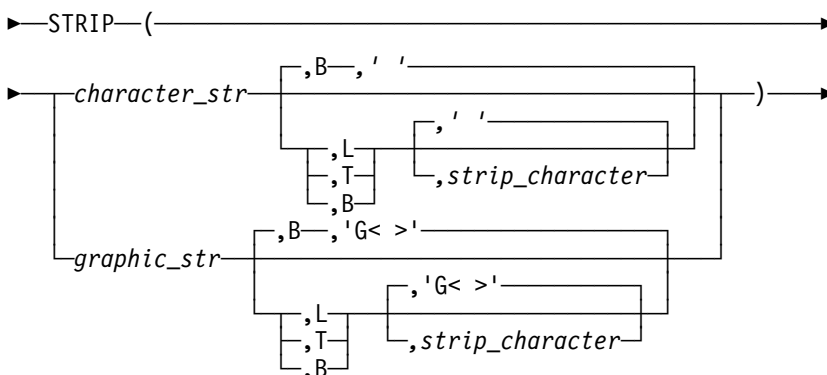 STRIP (
,B ,' '
character_str )
,' '
,L
,T ,strip_character
,B
,B ,'G< >'
graphic_str
,'G< >'
,L
,T ,strip_character
,B